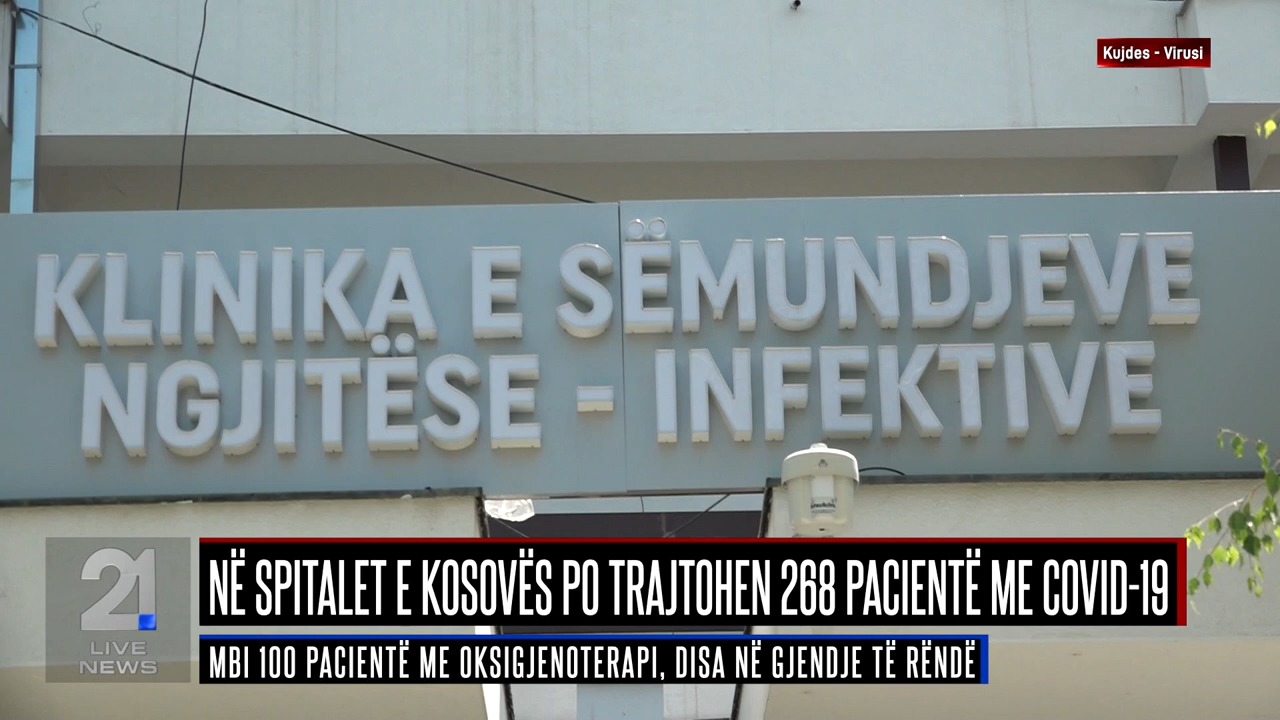 Kujdes - Virusi
KLINIKA E SËMUNDJEVE
NGJITËSE - INFEKTIVE
21
LIVE
NEWS
NË SPITALET E KOSOVËS PO TRAJTOHEN 268 PACIENTË ME COVID-19
MBI 100 PACIENTË ME OKSIGJENOTERAPI, DISA NË GJENDJE TË RËNDË